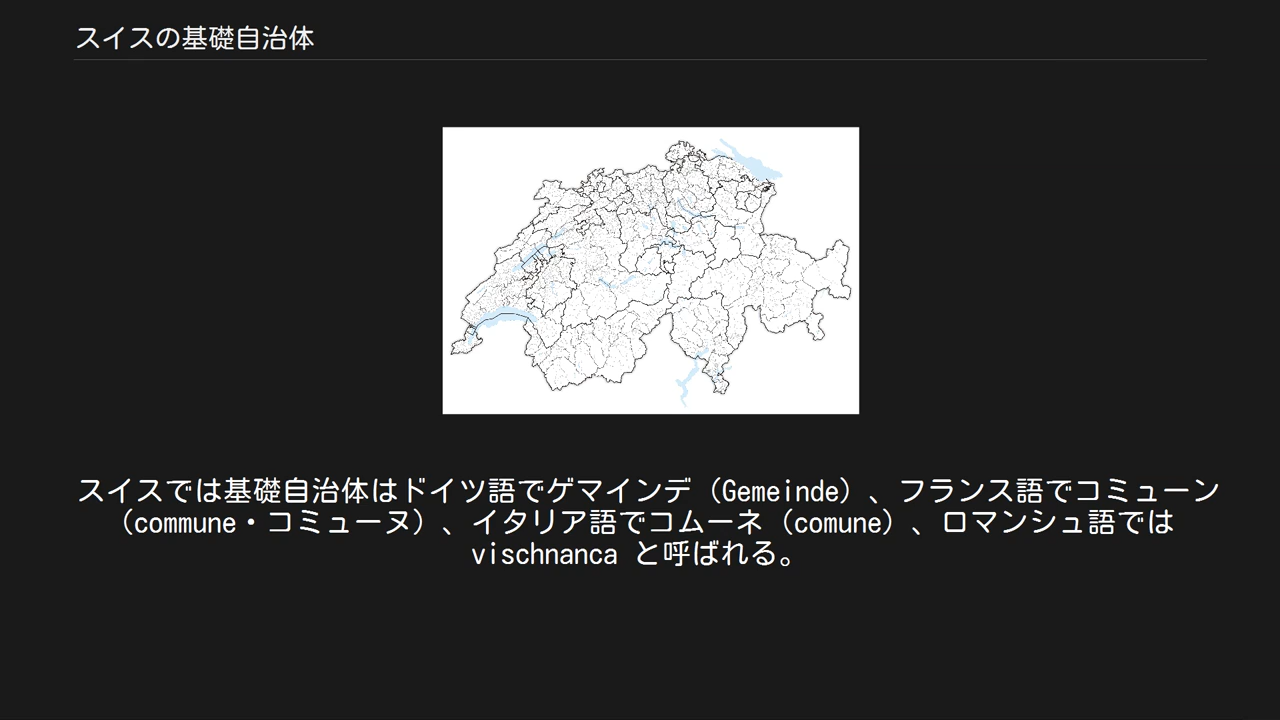 スイスの基礎自治体
スイスでは基礎自治体はドイツ語でゲマインデ（Gemeinde）、フランス語でコミューン
（commune・コミューヌ）、イタリア語でコムーネ（comune）、ロマンシュ語では
vischnanca と呼ばれる。